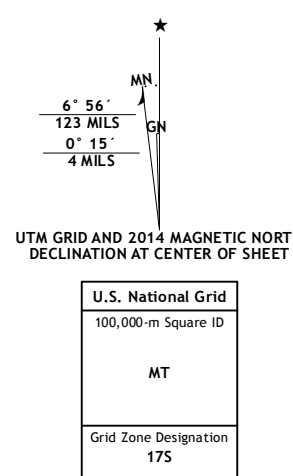 ★
MN
6° 56´
123 MILS
GN
0° 15´
4 MILS
UTM GRID AND 2014 MAGNETIC NORT
DECLINATION AT CENTER OF SHEET
U.S. National Grid
100,000-m Square ID
MT
Grid Zone Designation
17S